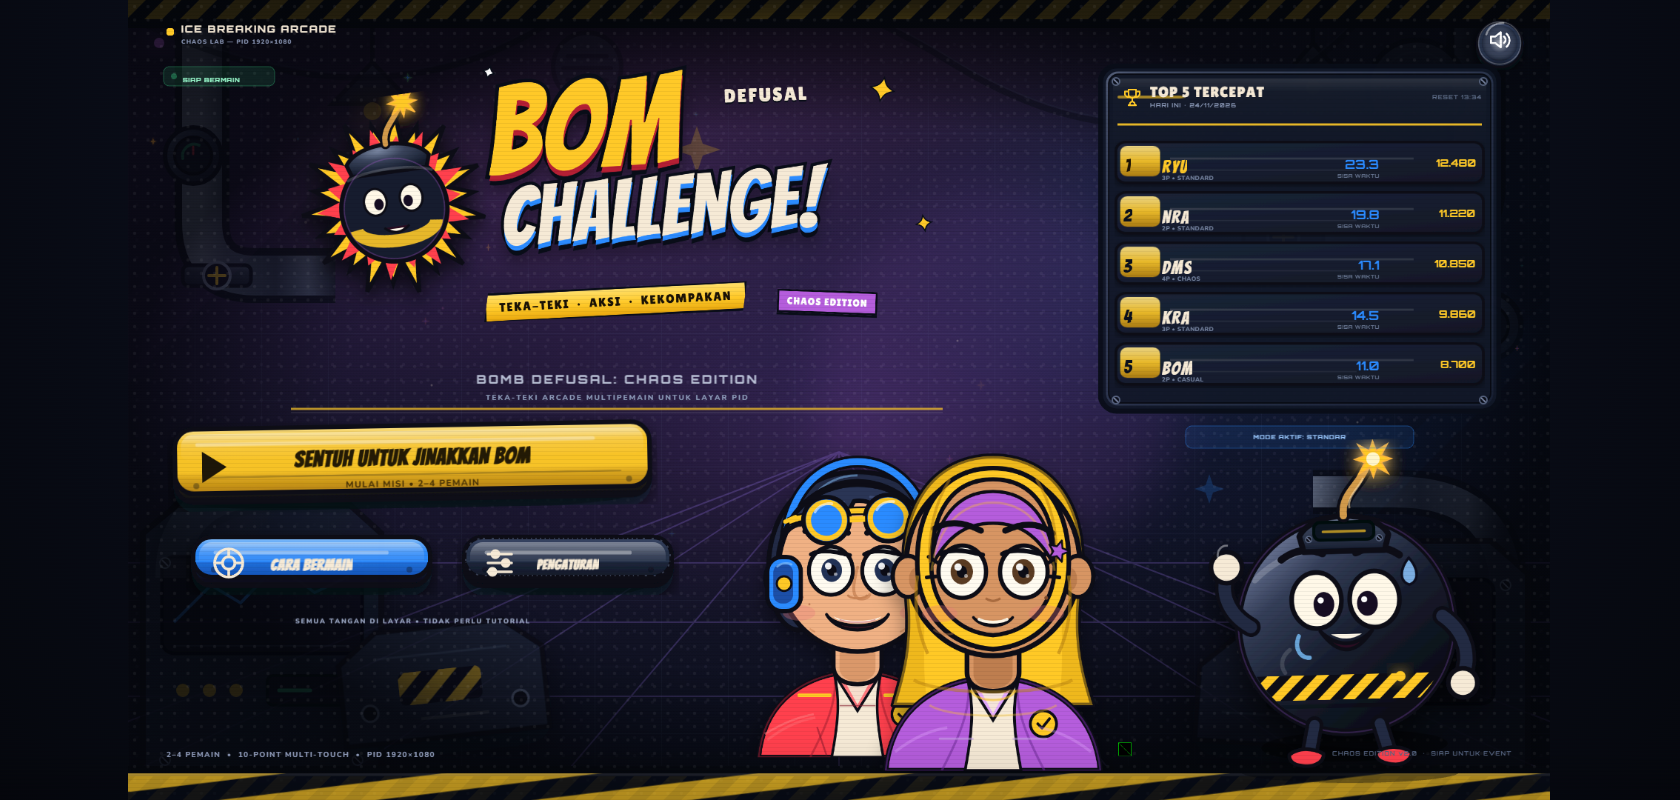 ICE BREAKING ARCADE
CHAOS LAB — PID 1920×1080
SIAP BERMAIN
BOM
DEFUSAL
CHALLENGE!
TEKA-TEKI · AKSI · KEKOMPAKAN
CHAOS EDITION
BOMB DEFUSAL: CHAOS EDITION
TEKA-TEKI ARCADE MULTIPEMAIN UNTUK LAYAR PID
SENTUH UNTUK JINAKKAN BOM
MULAI MISI • 2–4 PEMAIN
CARA BERMAIN
PENGATURAN
SEMUA TANGAN DI LAYAR • TIDAK PERLU TUTORIAL
TOP 5 TERCEPAT
HARI INI · 24/11/2025
RESET 13:34
1 RYU 23.3 12.480
3P • STANDARD SISA WAKTU
2 NRA 19.8 11.220
3P • STANDARD SISA WAKTU
3 DMS 17.1 10.850
4P • CHAOS SISA WAKTU
4 KRA 14.5 9.860
3P • STANDARD SISA WAKTU
5 BOM 11.0 8.700
2P • CASUAL SISA WAKTU
MODE AKTIF: STANDAR
2–4 PEMAIN • 10-POINT MULTI-TOUCH • PID 1920×1080
CHAOS SIAP UNTUK EVENT